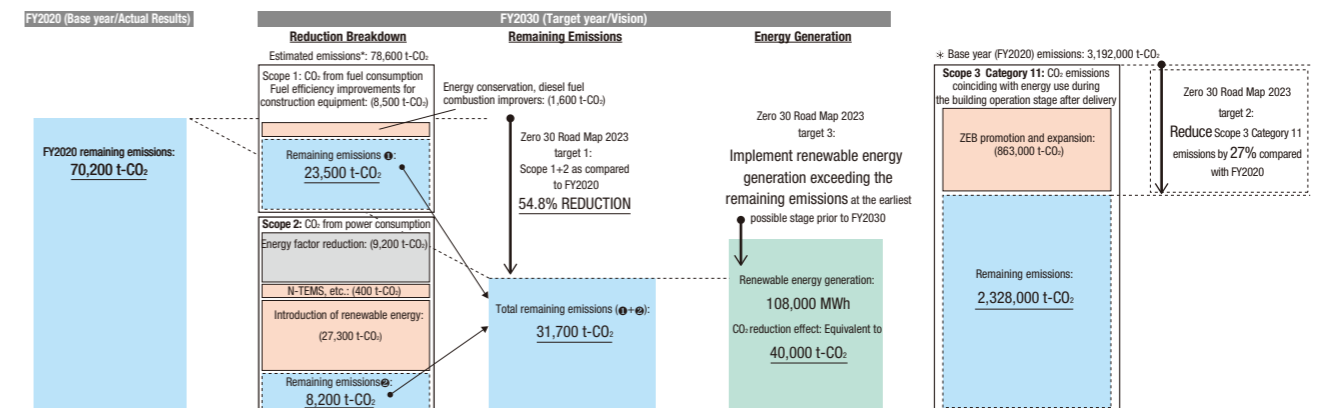 FY2020 (Base year/Actual Results)
FY2030 (Target year/Vision)
Reduction Breakdown
Remaining Emissions
Energy Generation
Estimated emissions*: 78,600 t-CO₂
Scope 1: CO₂ from fuel consumption
Fuel efficiency improvements for
construction equipment: (8,500 t-CO₂)
Energy conservation, diesel fuel
combustion improvers: (1,600 t-CO₂)
FY2020 remaining emissions:
70,200 t-CO₂
Remaining emissions ❶:
23,500 t-CO₂
Scope 2: CO₂ from power consumption
Energy factor reduction: (9,200 t-CO₂)
N-TEMS, etc.: (400 t-CO₂)
Introduction of renewable energy:
(27,300 t-CO₂)
Remaining emissions❷:
8,200 t-CO₂
Zero 30 Road Map 2023
target 1:
Scope 1+2 as compared
to FY2020
54.8% REDUCTION
Total remaining emissions (❶+❷):
31,700 t-CO₂
Zero 30 Road Map 2023
target 3:
Implement renewable energy
generation exceeding the
remaining emissions at the earliest
possible stage prior to FY2030
Renewable energy generation:
108,000 MWh
CO₂ reduction effect: Equivalent to
40,000 t-CO₂
* Base year (FY2020) emissions: 3,192,000 t-CO₂
Scope 3 Category 11: CO₂ emissions
coinciding with energy use during
the building operation stage after delivery
ZEB promotion and expansion:
(863,000 t-CO₂)
Remaining emissions:
2,328,000 t-CO₂
Zero 30 Road Map 2023
target 2:
Reduce Scope 3 Category 11
emissions by 27% compared
with FY2020